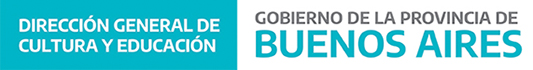 DIRECCIÓN GENERAL DE
CULTURA Y EDUCACIÓN
GOBIERNO DE LA PROVINCIA DE
BUENOS AIRES